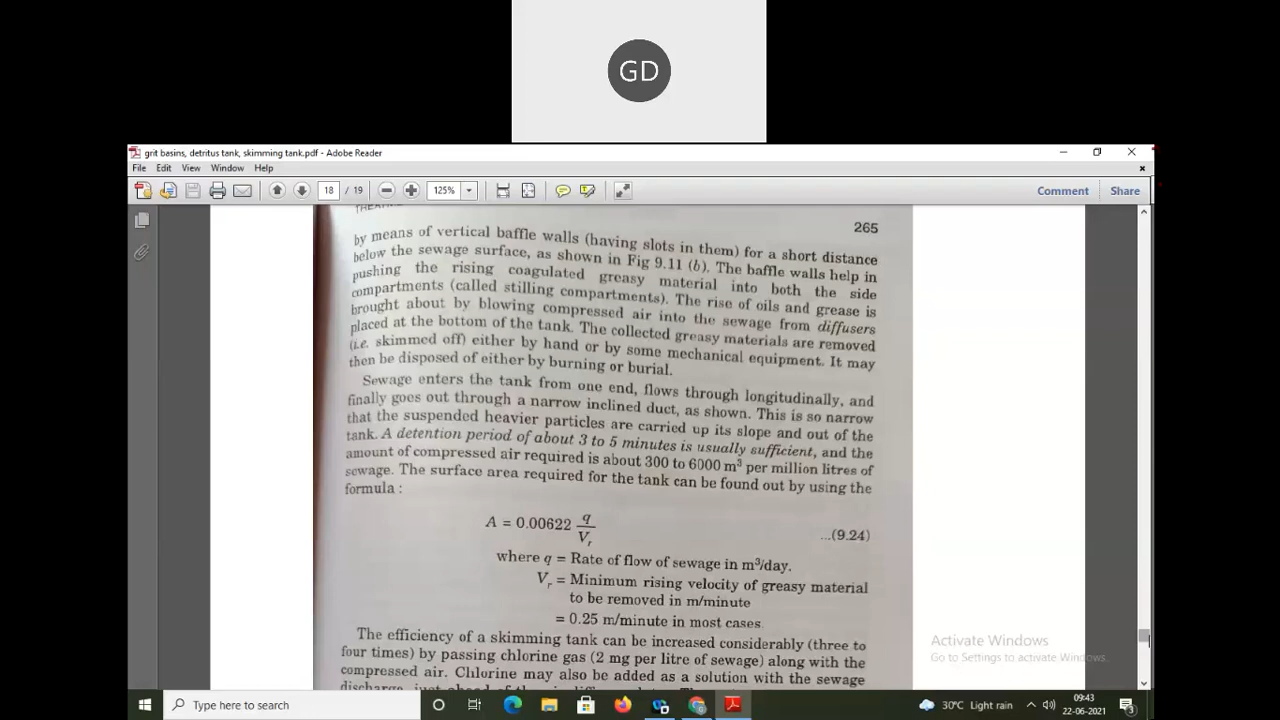 GD
grit basins, detritus tank, skimming tank.pdf - Adobe Reader
File Edit View Window Help
18 / 19 125% Comment Share
265
by means of vertical baffle walls (having slots in them) for a short distance
below the sewage surface, as shown in Fig 9.11 (b). The baffle walls help in
pushing the rising coagulated greasy material into both the side
compartments (called stilling compartments). The rise of oils and grease is
brought about by blowing compressed air into the sewage from diffusers
placed at the bottom of the tank. The collected greasy materials are removed
(i.e. skimmed off) either by hand or by some mechanical equipment. It may
then be disposed of either by burning or burial.
Sewage enters the tank from one end, flows through longitudinally, and
finally goes out through a narrow inclined duct, as shown. This is so narrow
that the suspended heavier particles are carried up its slope and out of the
tank. A detention period of about 3 to 5 minutes is usually sufficient, and the
amount of compressed air required is about 300 to 6000 m³ per million litres of
sewage. The surface area required for the tank can be found out by using the
formula :
A = 0.00622 q/Vr ...(9.24)
where q = Rate of flow of sewage in m³/day.
Vr = Minimum rising velocity of greasy material
to be removed in m/minute
= 0.25 m/minute in most cases.
The efficiency of a skimming tank can be increased considerably (three to
four times) by passing chlorine gas (2 mg per litre of sewage) along with the
compressed air. Chlorine may also be added as a solution with the sewage
Activate Windows
Go to Settings to activate Windows.
Type here to search
30°C Light rain
09:43
22-06-2021
3